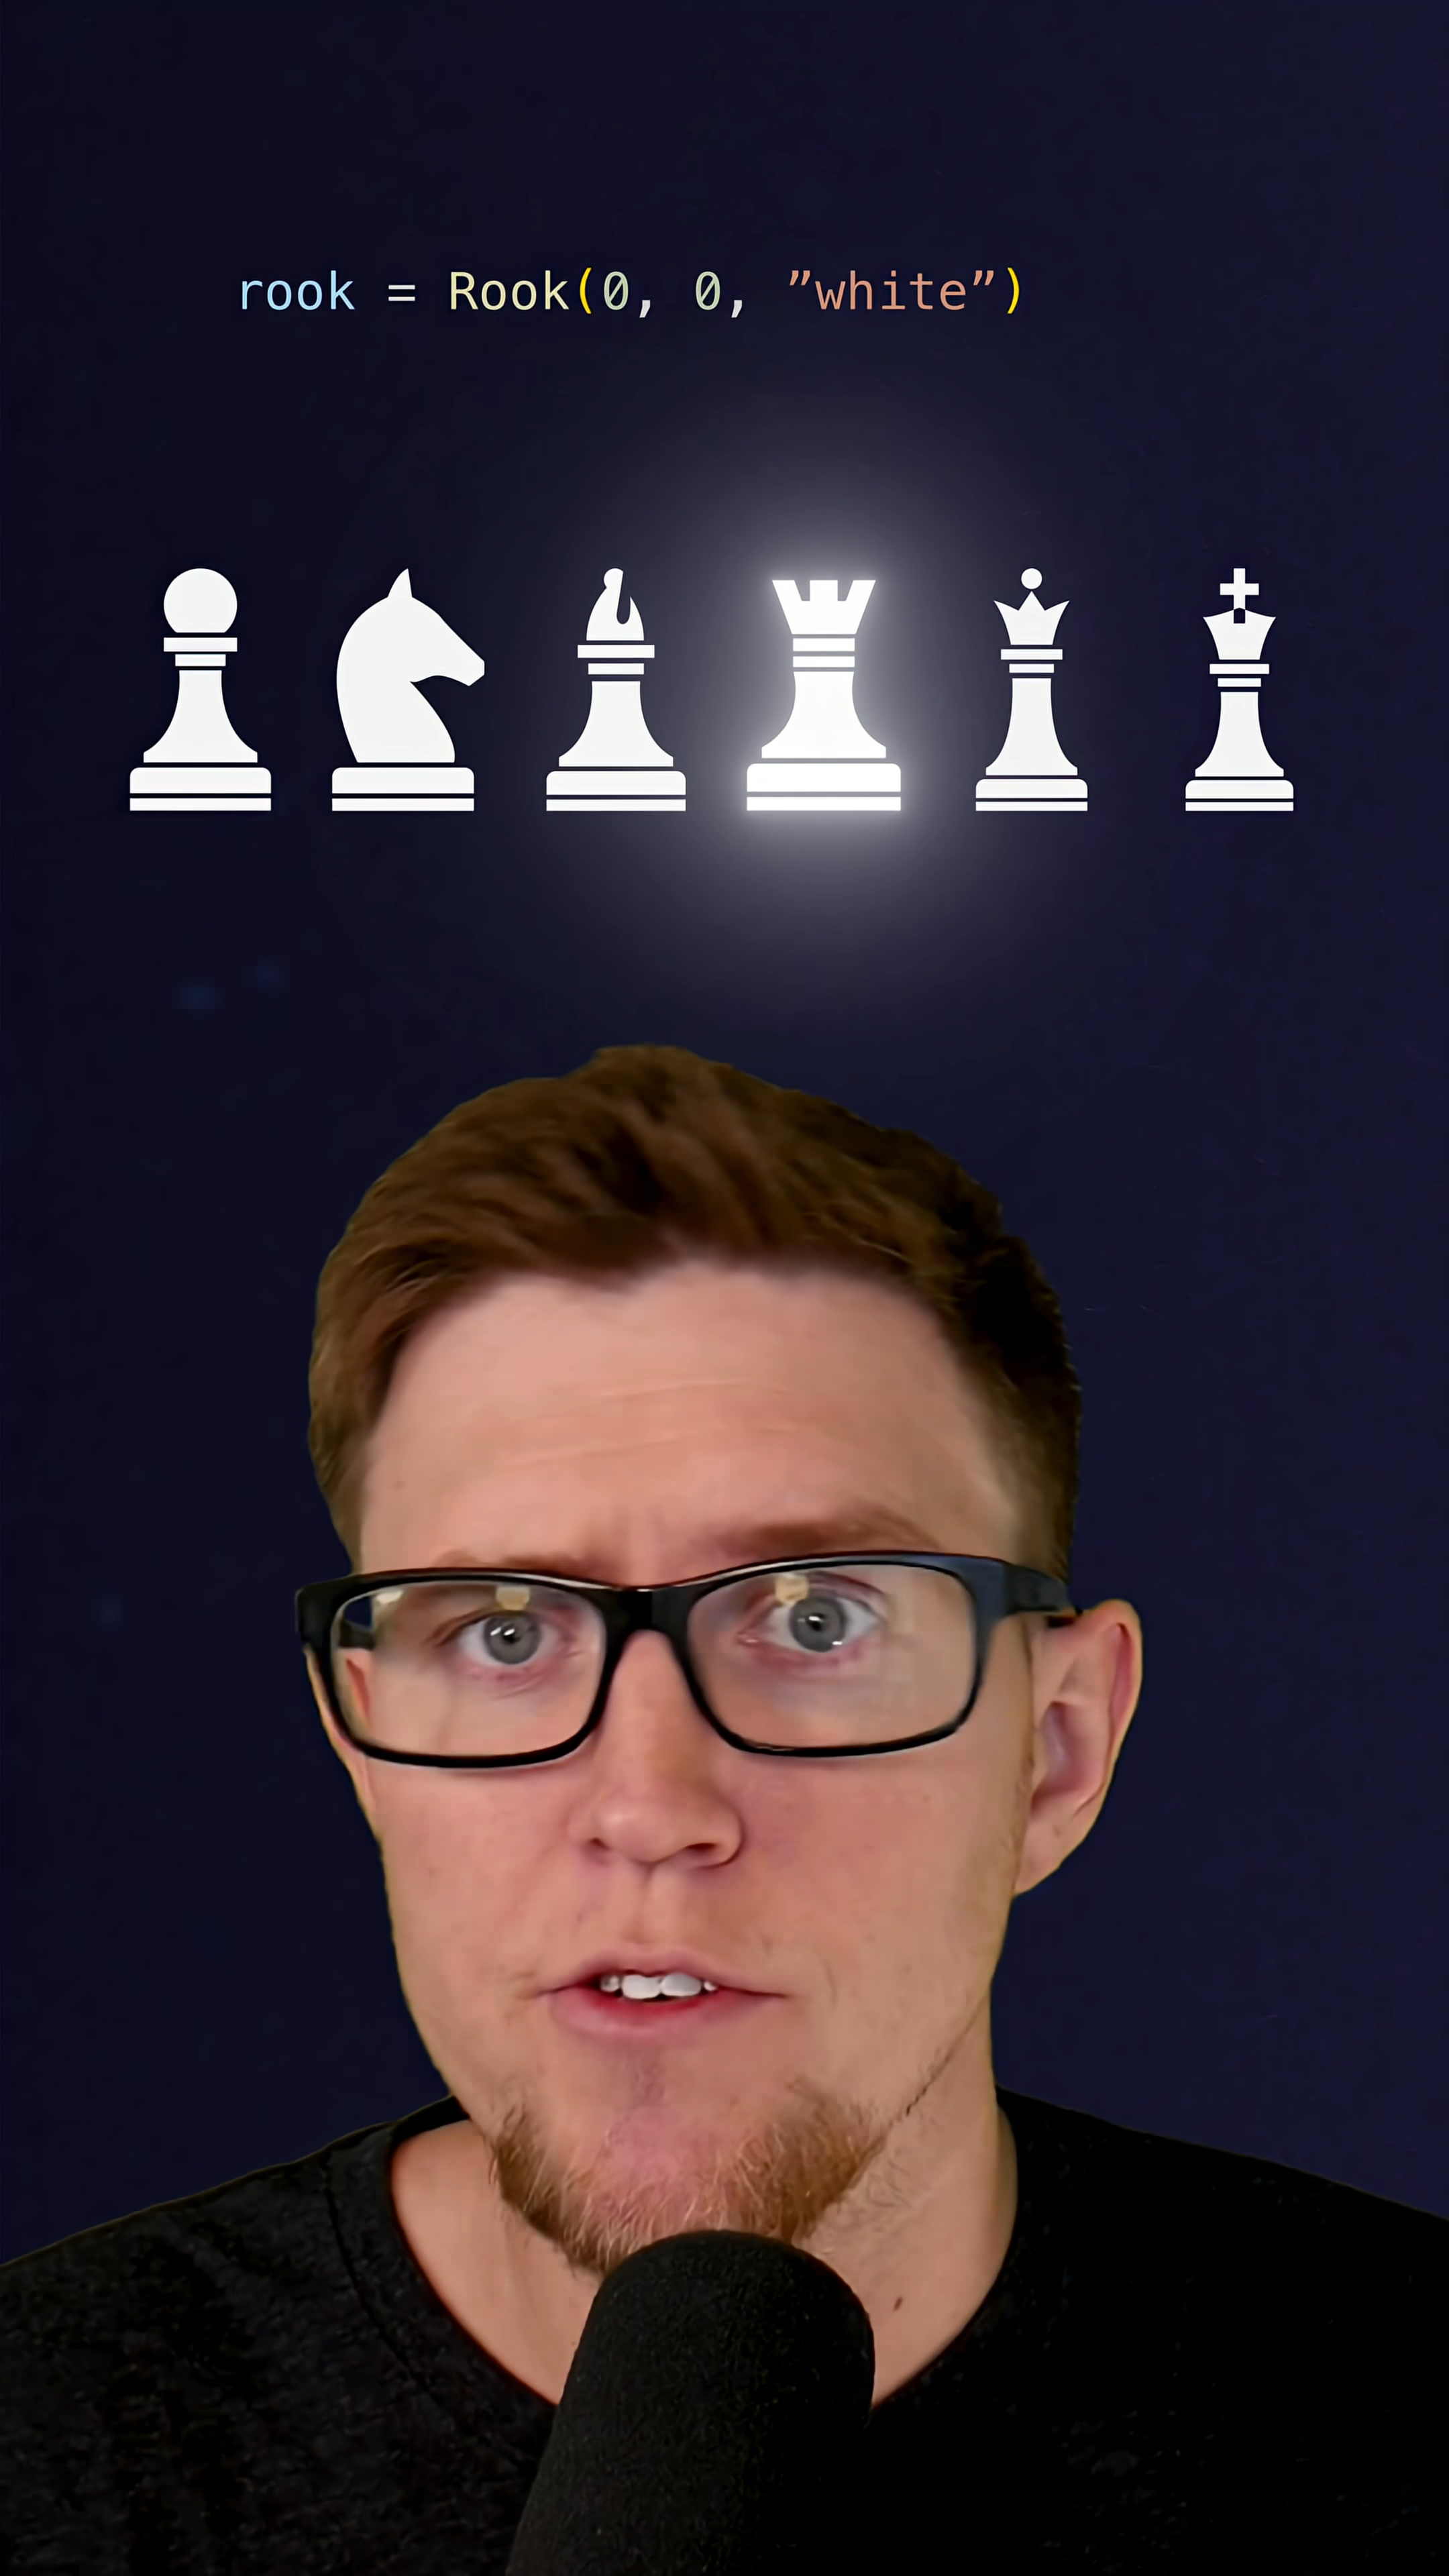 rook = Rook(0, 0, ”white”)